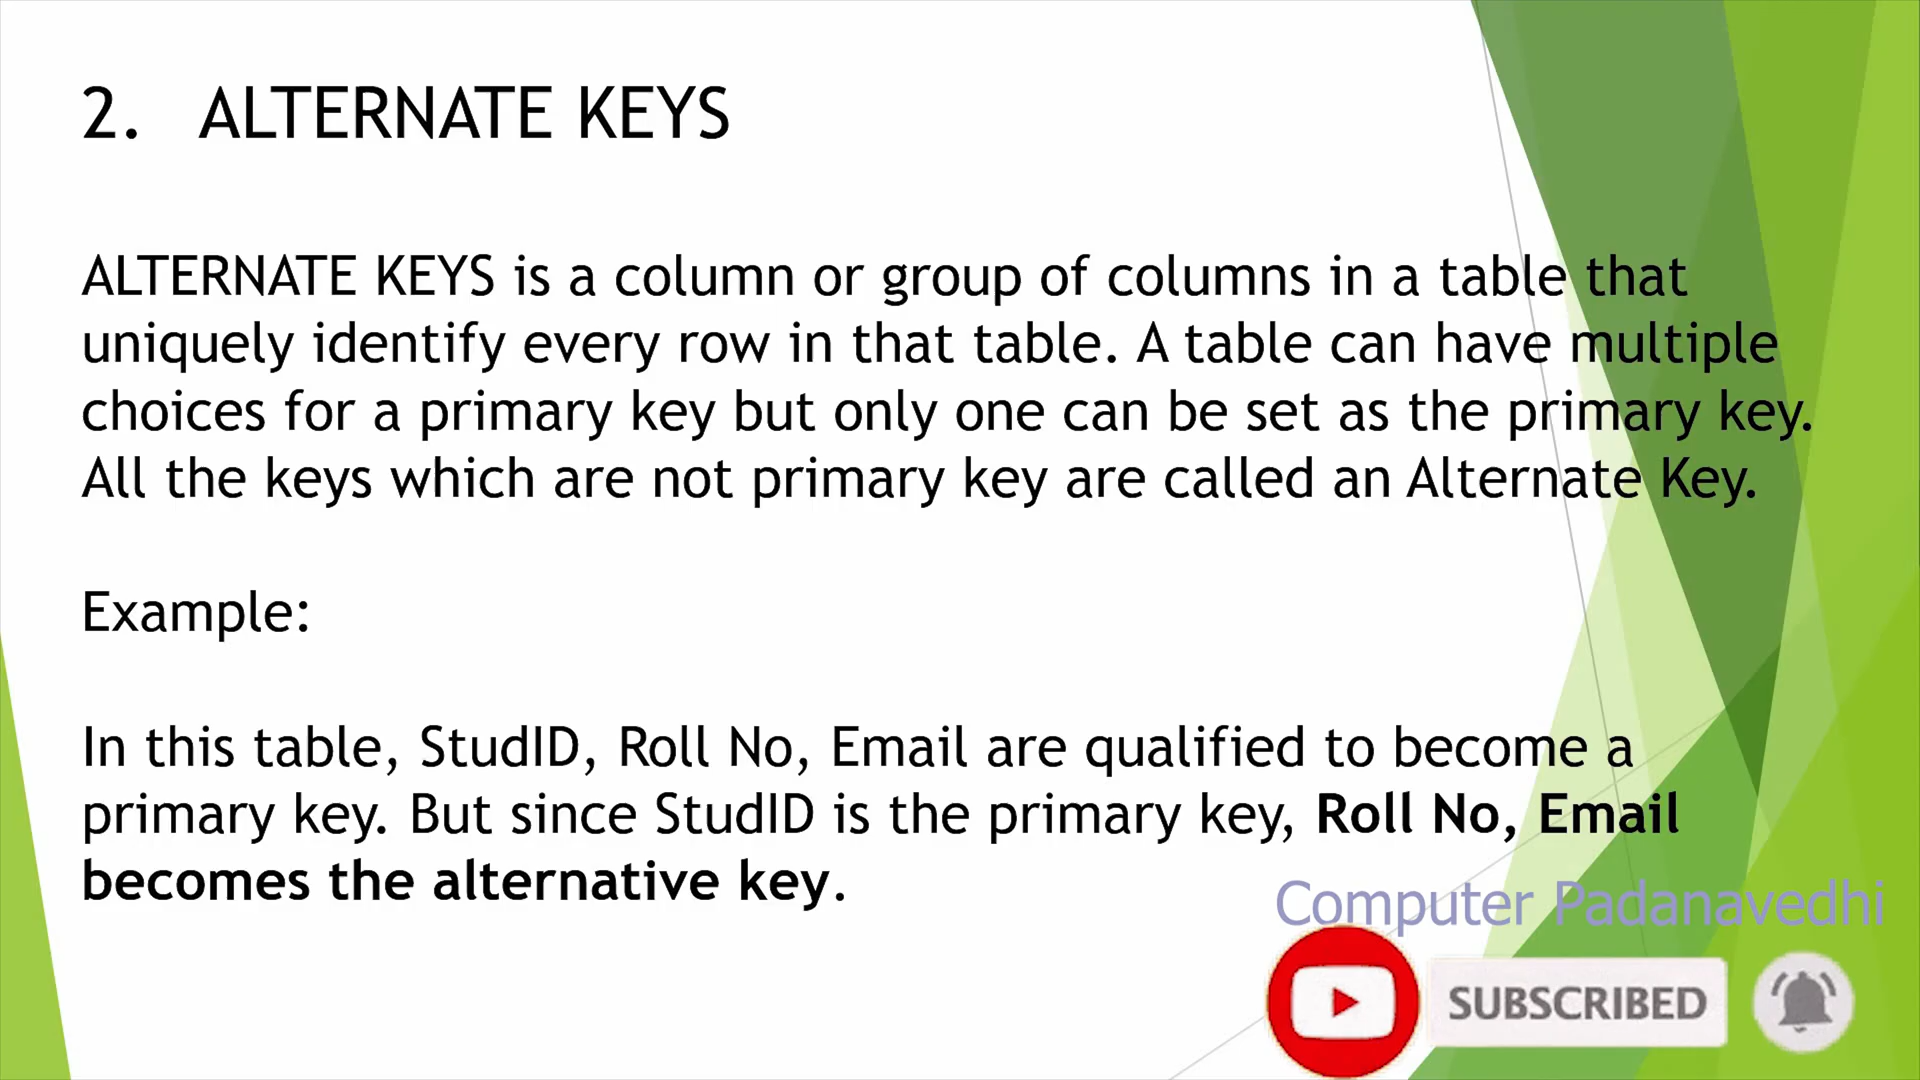 2. ALTERNATE KEYS
ALTERNATE KEYS is a column or group of columns in a table that
uniquely identify every row in that table. A table can have multiple
choices for a primary key but only one can be set as the primary key.
All the keys which are not primary key are called an Alternate Key.
Example:
In this table, StudID, Roll No, Email are qualified to become a
primary key. But since StudID is the primary key, Roll No, Email
becomes the alternative key.
Computer Padanavedhi
SUBSCRIBED